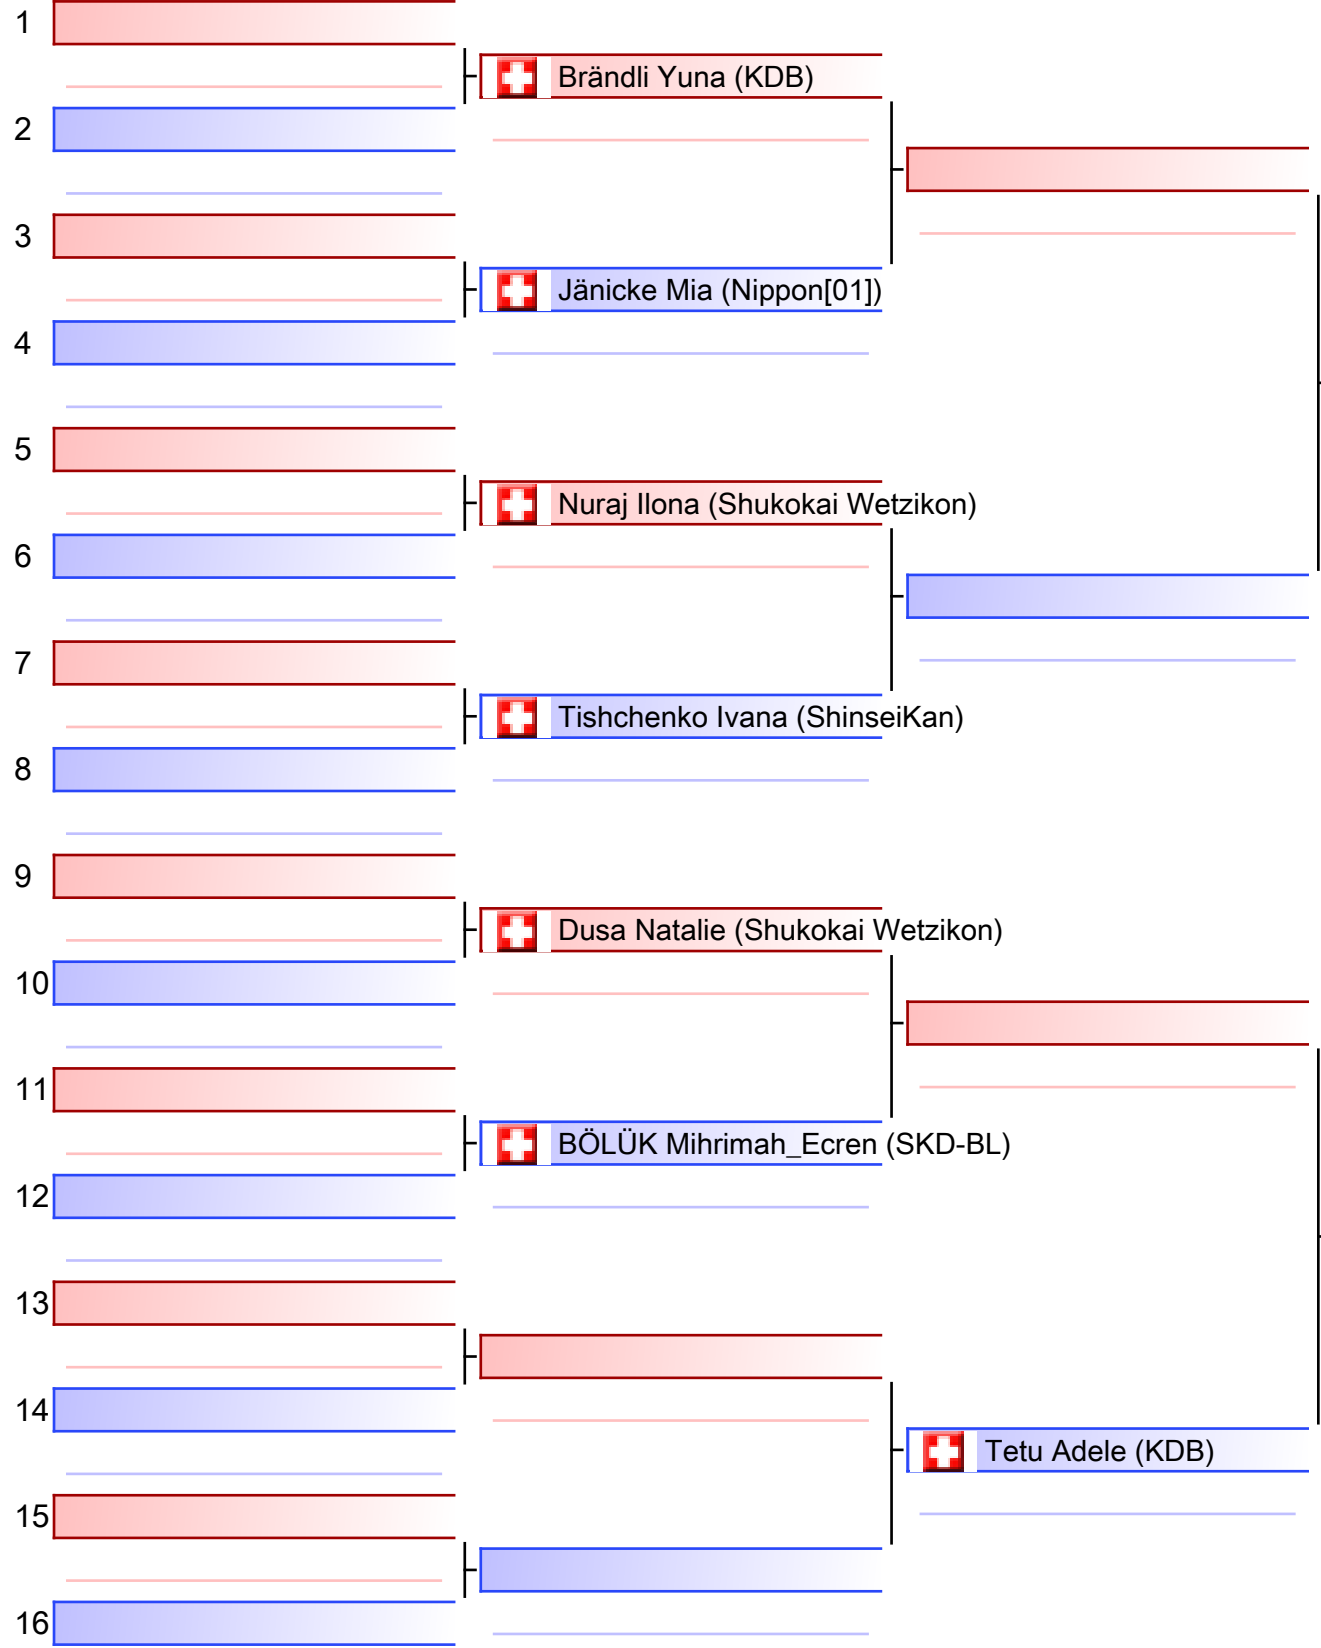 1
Brändli Yuna (KDB)
2
3
Jänicke Mia (Nippon[01])
4
5
Nuraj Ilona (Shukokai Wetzikon)
6
7
Tishchenko Ivana (ShinseiKan)
8
9
Dusa Natalie (Shukokai Wetzikon)
10
11
BÖLÜK Mihrimah_Ecren (SKD-BL)
12
13
14
Tetu Adele (KDB)
15
16